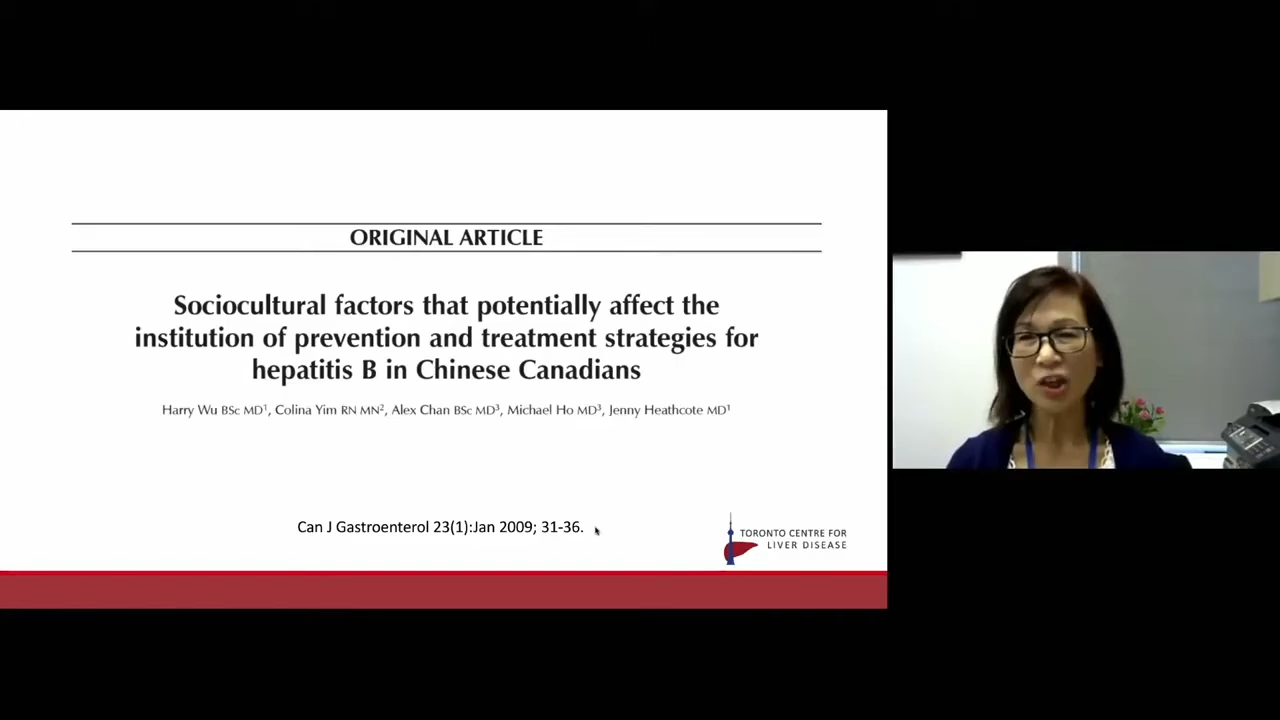 ORIGINAL ARTICLE
Sociocultural factors that potentially affect the
institution of prevention and treatment strategies for
hepatitis B in Chinese Canadians
Harry Wu BSc MD¹, Colina Yim RN MN², Alex Chan BSc MD³, Michael Ho MD³, Jenny Heathcote MD¹
Can J Gastroenterol 23(1):Jan 2009; 31-36.
TORONTO CENTRE FOR
LIVER DISEASE